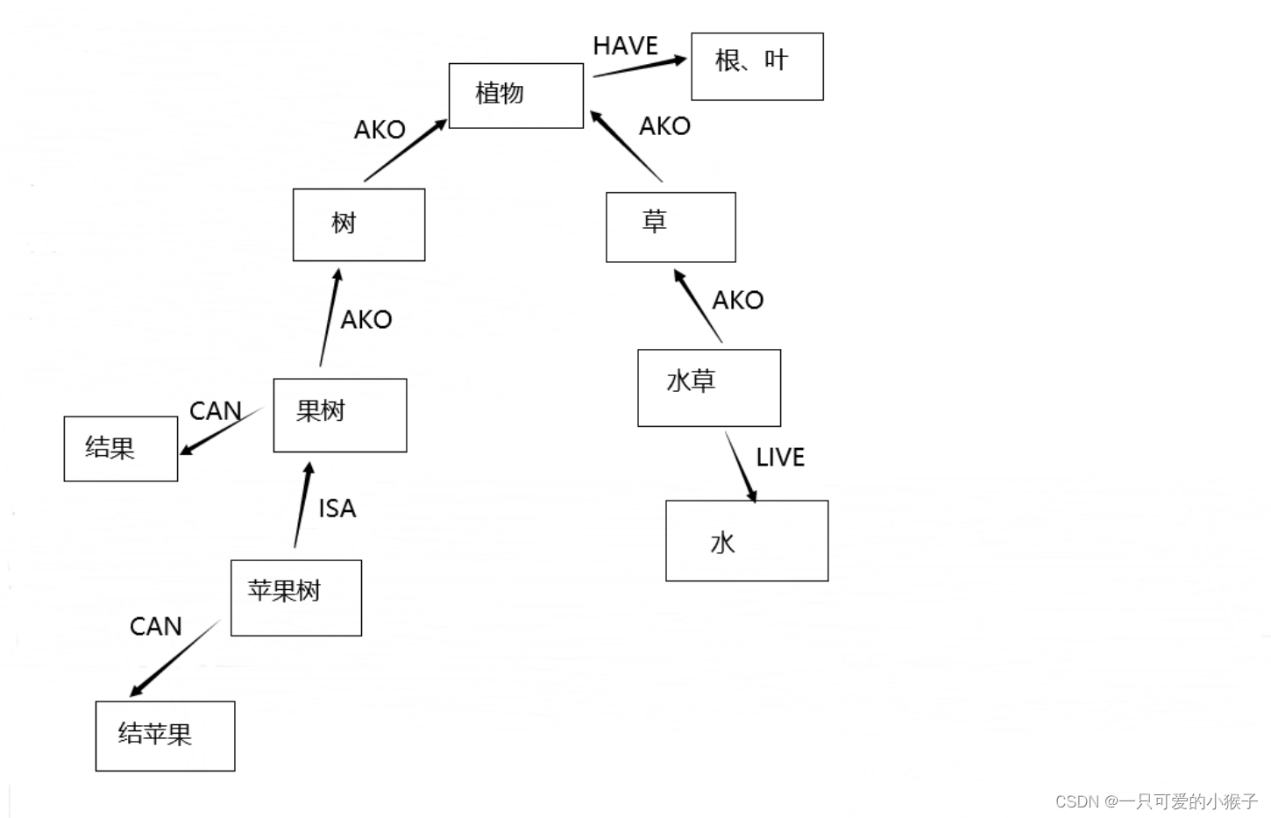 HAVE
根、叶
植物
AKO
AKO
树
草
AKO
AKO
水草
CAN
果树
结果
LIVE
ISA
水
苹果树
CAN
结苹果
CSDN @一只可爱的小猴子